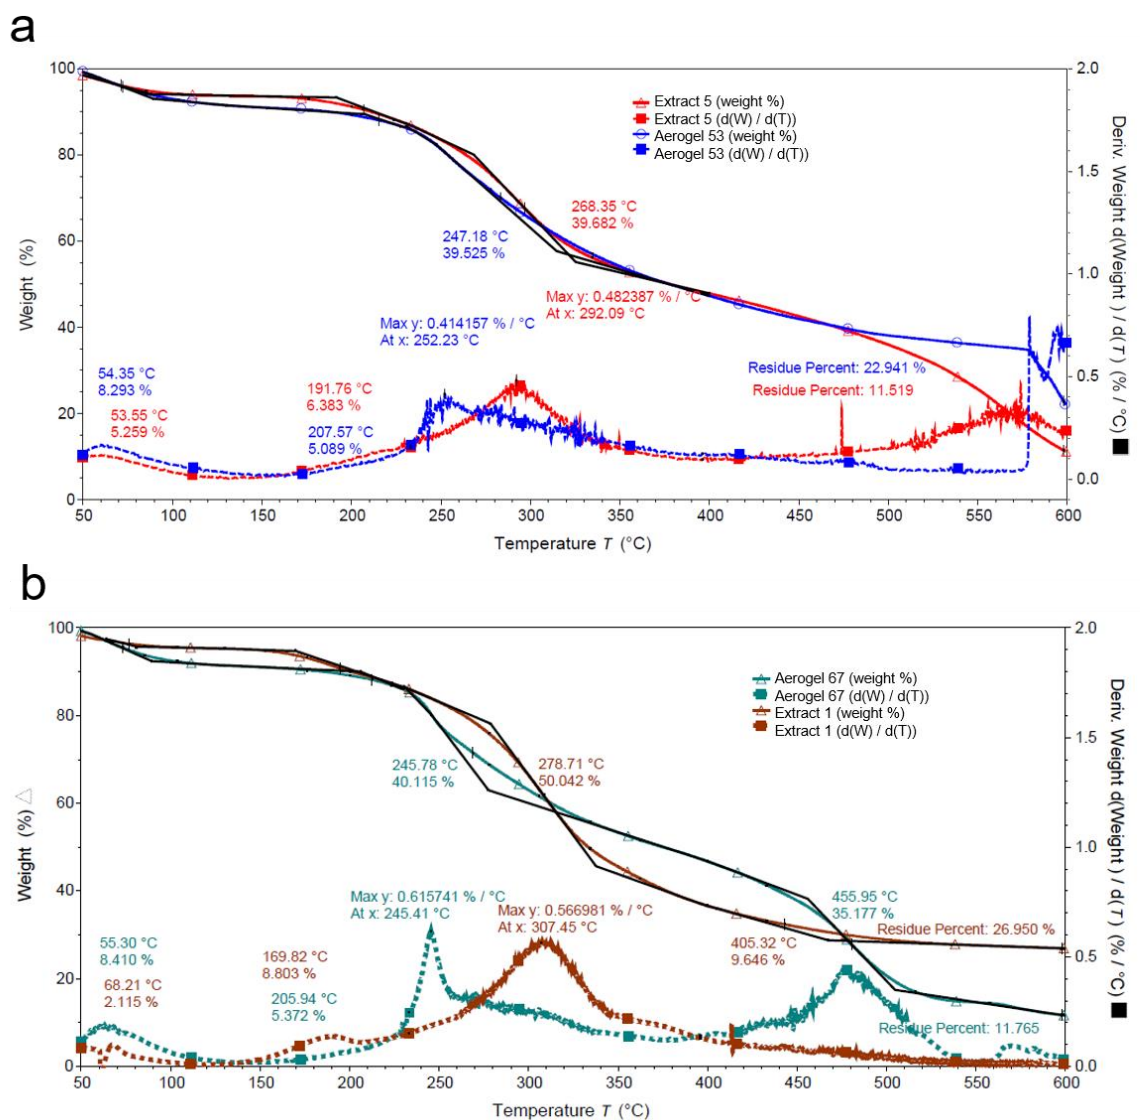 a
100
80
60
40
20
0
Weight (%)
2.0
1.5
1.0
0.5
0.0
Deriv. Weight d(Weight ) / d(T ) (% / °C)
Extract 5 (weight %)
Extract 5 (d(W) / d(T))
Aerogel 53 (weight %)
Aerogel 53 (d(W) / d(T))
268.35 °C
39.682 %
247.18 °C
39.525 %
Max y: 0.482387 % / °C
At x: 292.09 °C
Max y: 0.414157 % / °C
At x: 252.23 °C
Residue Percent: 22.941 %
Residue Percent: 11.519
54.35 °C
8.293 %
53.55 °C
5.259 %
191.76 °C
6.383 %
207.57 °C
5.089 %
50 100 150 200 250 300 350 400 450 500 550 600
Temperature T (°C)
b
100
80
60
40
20
0
Weight (%)
2.0
1.5
1.0
0.5
0.0
Deriv. Weight d(Weight ) / d(T ) (% / °C)
Aerogel 67 (weight %)
Aerogel 67 (d(W) / d(T))
Extract 1 (weight %)
Extract 1 (d(W) / d(T))
245.78 °C
40.115 %
278.71 °C
50.042 %
Max y: 0.615741 % / °C
At x: 245.41 °C
Max y: 0.566981 % / °C
At x: 307.45 °C
455.95 °C
35.177 %
Residue Percent: 26.950 %
405.32 °C
9.646 %
55.30 °C
8.410 %
68.21 °C
2.115 %
169.82 °C
8.803 %
205.94 °C
5.372 %
Residue Percent: 11.765
50 100 150 200 250 300 350 400 450 500 550 600
Temperature T (°C)